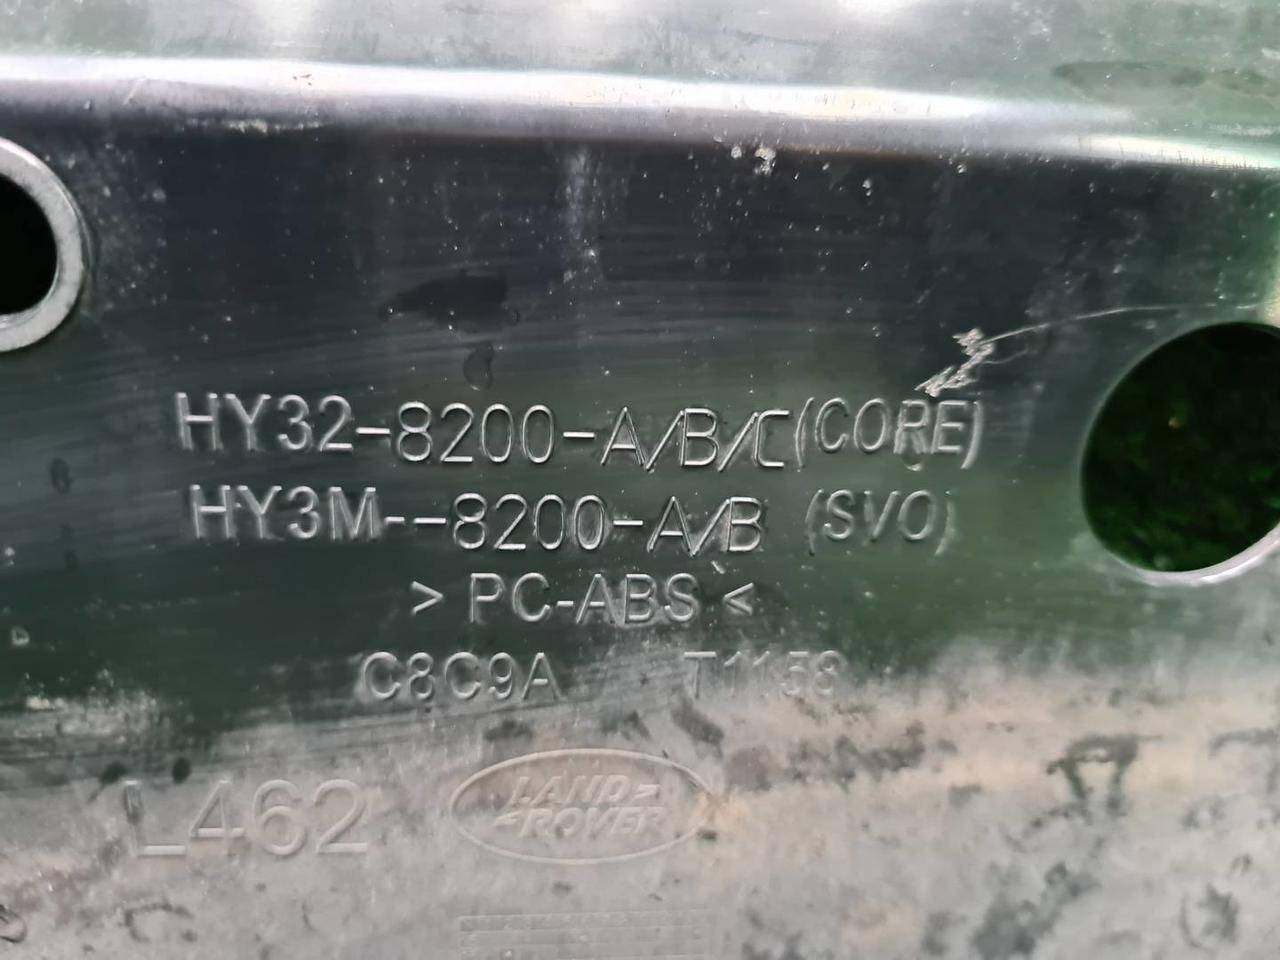 HY32-8200-A/B/C(CORE)
HY3M--8200-A/B (SVO)
> PC-ABS <
C8C9A T1158
L462
LAND-
-ROVER